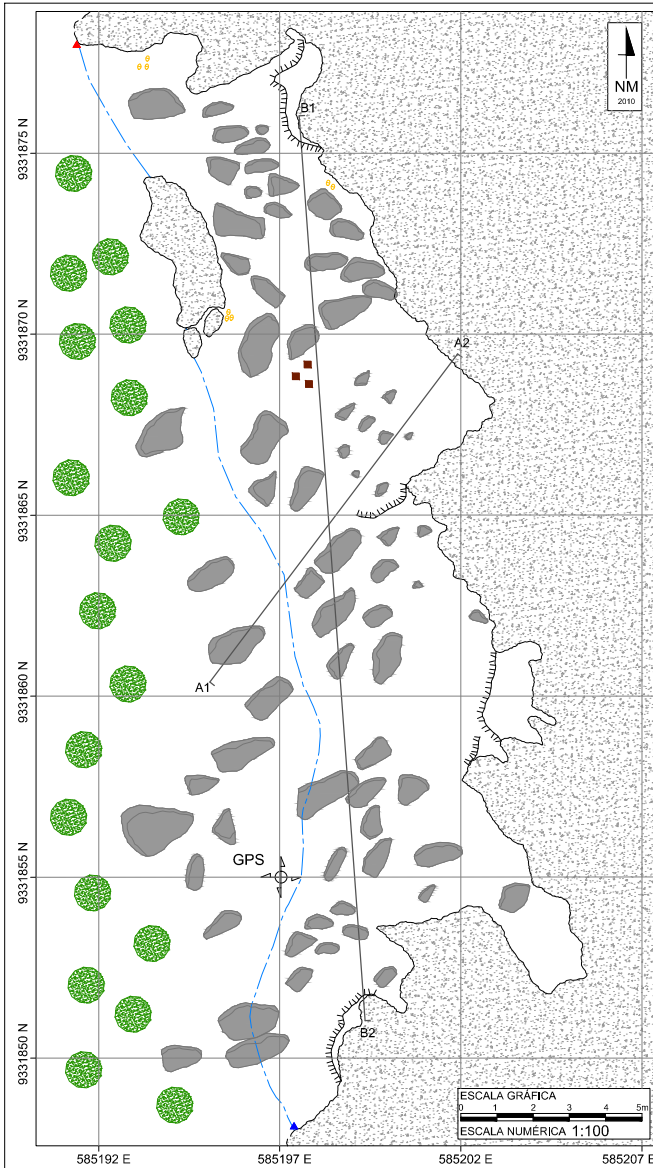 NM
2010
B1
9331875 N
9331870 N
A2
9331865 N
A1
9331860 N
GPS
9331855 N
B2
9331850 N
ESCALA GRÁFICA
0 1 2 3 4 5m
ESCALA NUMÉRICA 1:100
585192 E 585197 E 585202 E 585207 E